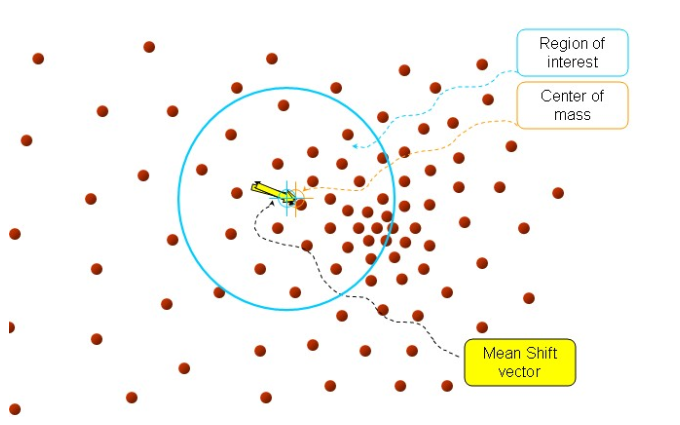 Region of
interest
Center of
mass
Mean Shift
vector